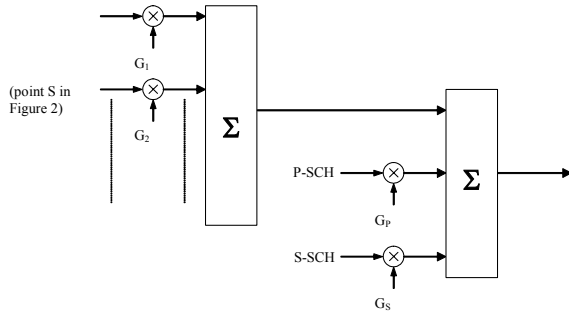 G1
(point S in
Figure 2)
G2
Σ
P-SCH
Σ
GP
S-SCH
GS